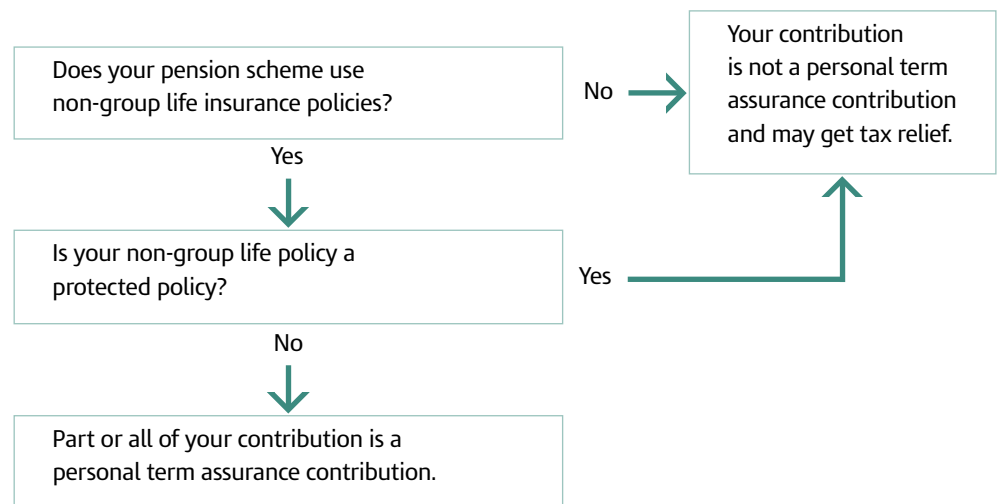 Does your pension scheme use
non-group life insurance policies?
No
Your contribution
is not a personal term
assurance contribution
and may get tax relief.
Yes
Is your non-group life policy a
protected policy?
Yes
No
Part or all of your contribution is a
personal term assurance contribution.